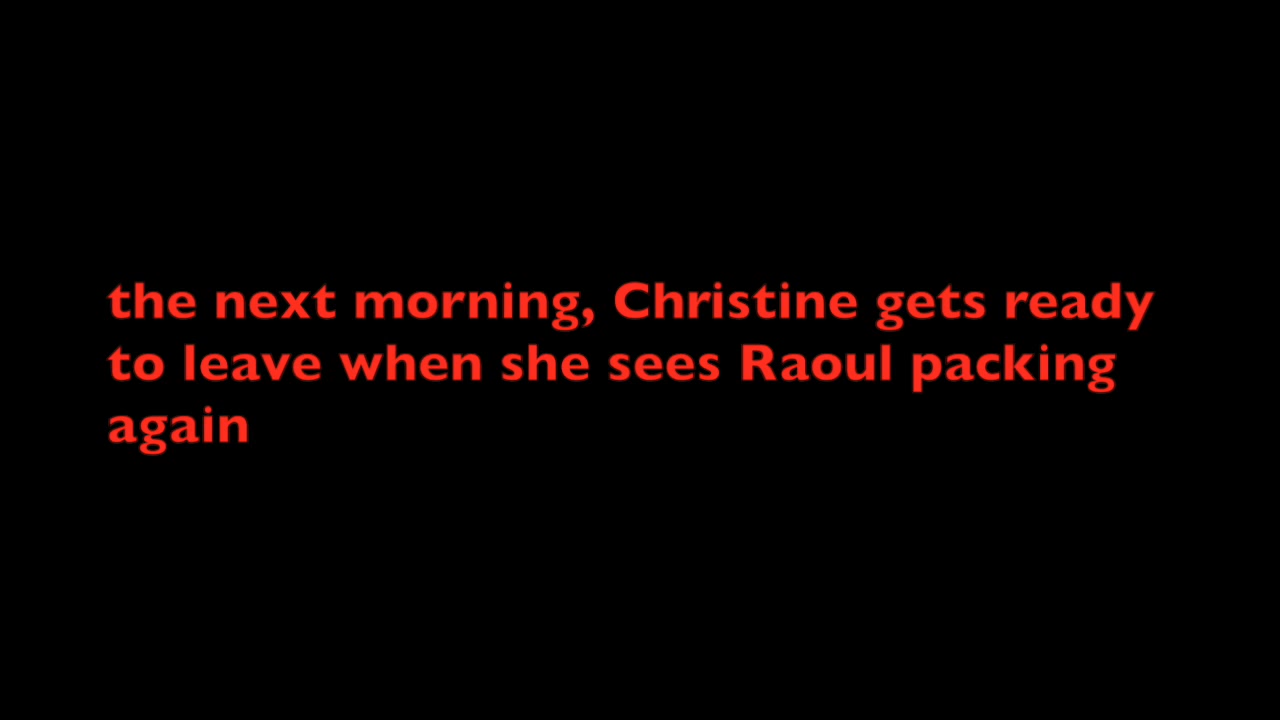 the next morning, Christine gets ready
to leave when she sees Raoul packing
again